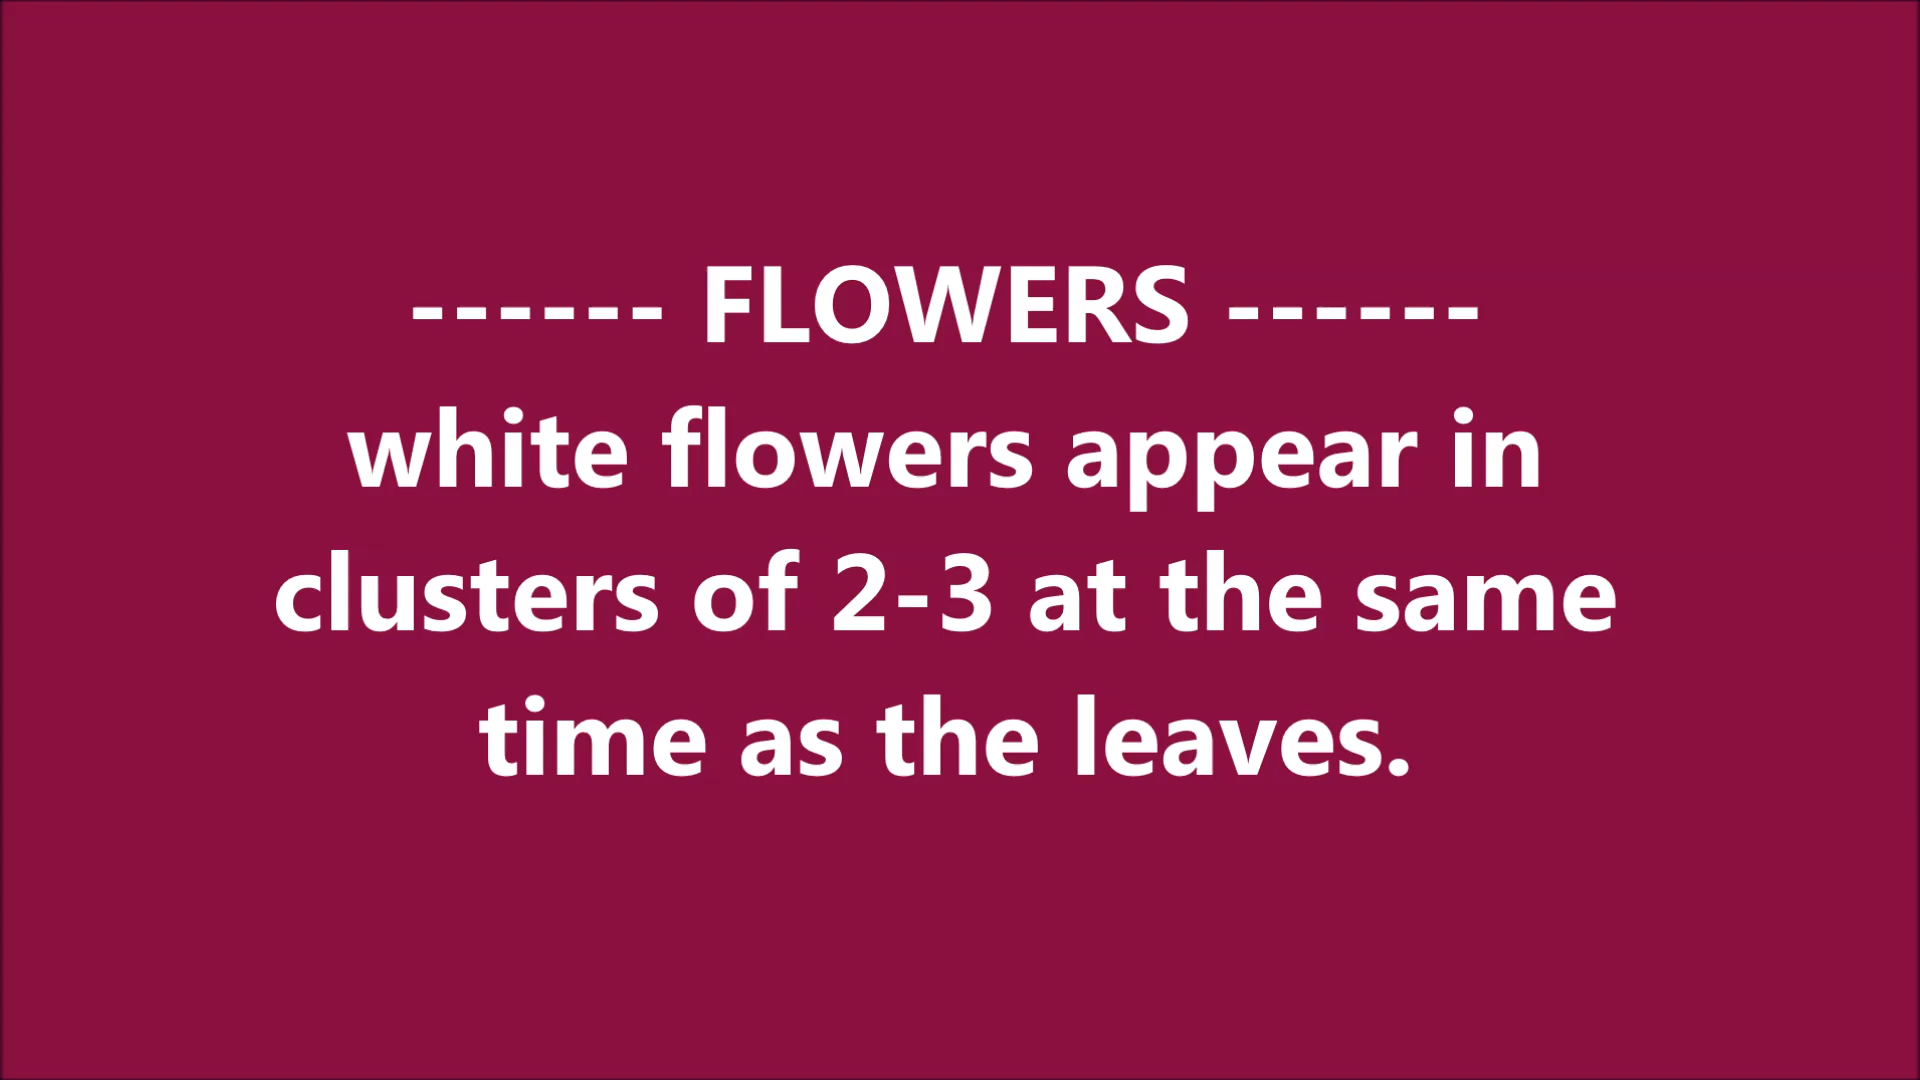 ------ FLOWERS ------
white flowers appear in
clusters of 2-3 at the same
time as the leaves.